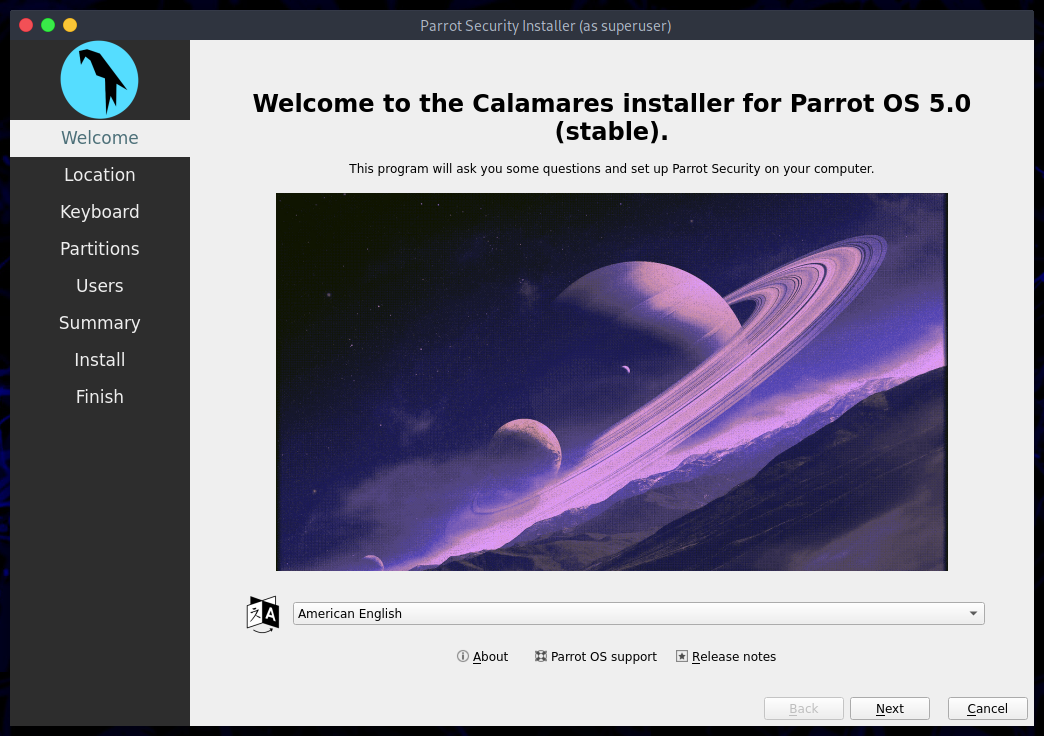 Parrot Security Installer (as superuser)
Welcome
Location
Keyboard
Partitions
Users
Summary
Install
Finish
Welcome to the Calamares installer for Parrot OS 5.0
(stable).
This program will ask you some questions and set up Parrot Security on your computer.
American English
About Parrot OS support Release notes
Back Next Cancel